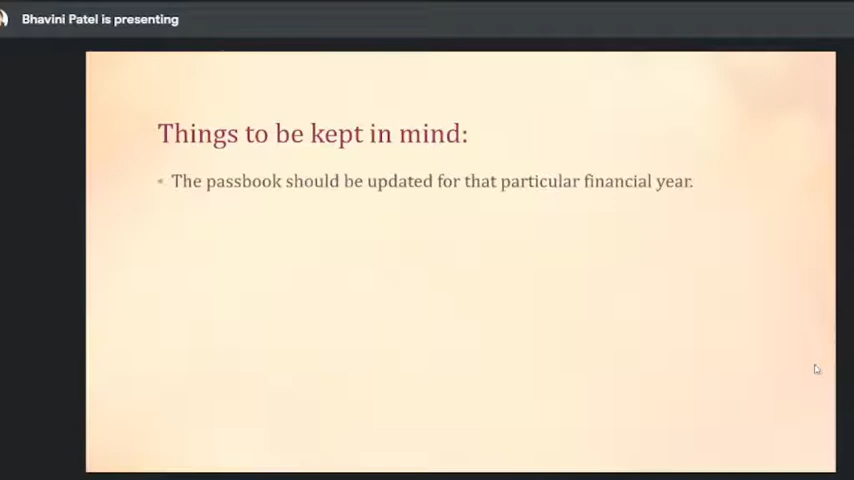 Bhavini Patel is presenting
Things to be kept in mind:
The passbook should be updated for that particular financial year.